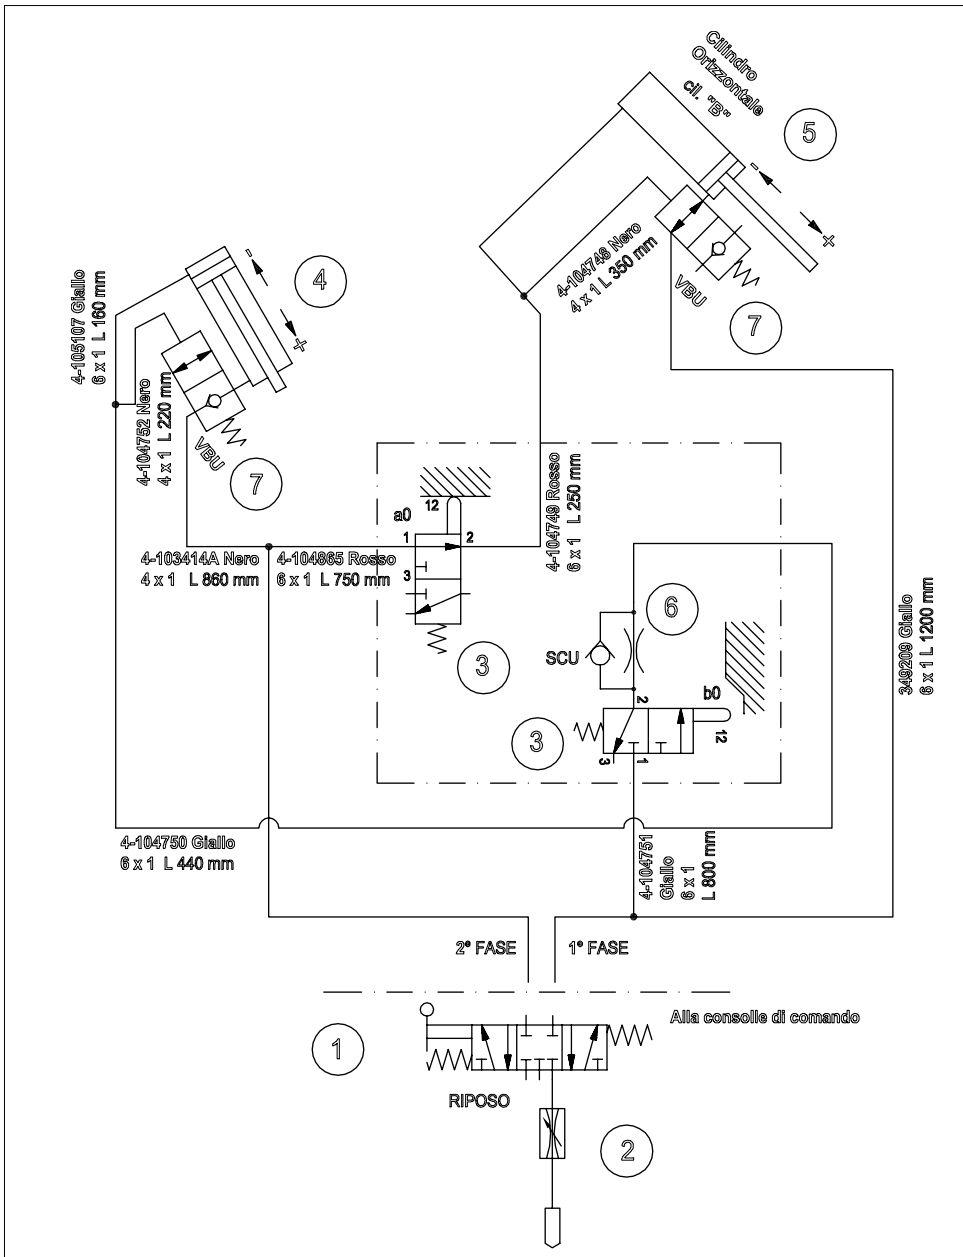 Cilindro
Orizzontale
cil. "B"
5
-
+
4-104748 Nero
4 x 1 L 350 mm
VBU
7
4
-
+
4-105107 Giallo
6 x 1 L 160 mm
4-104752 Nero
4 x 1 L 220 mm
VBU
7
12
a0
1
2
3
4-104749 Rosso
6 x 1 L 250 mm
4-103414A Nero
4 x 1 L 860 mm
4-104865 Rosso
6 x 1 L 750 mm
3
6
SCU
2
b0
12
3
3
1
349209 Giallo
6 x 1 L 1200 mm
4-104750 Giallo
6 x 1 L 440 mm
4-104751
Giallo
6 x 1
L 800 mm
2° FASE
1° FASE
Alla consolle di comando
1
RIPOSO
2